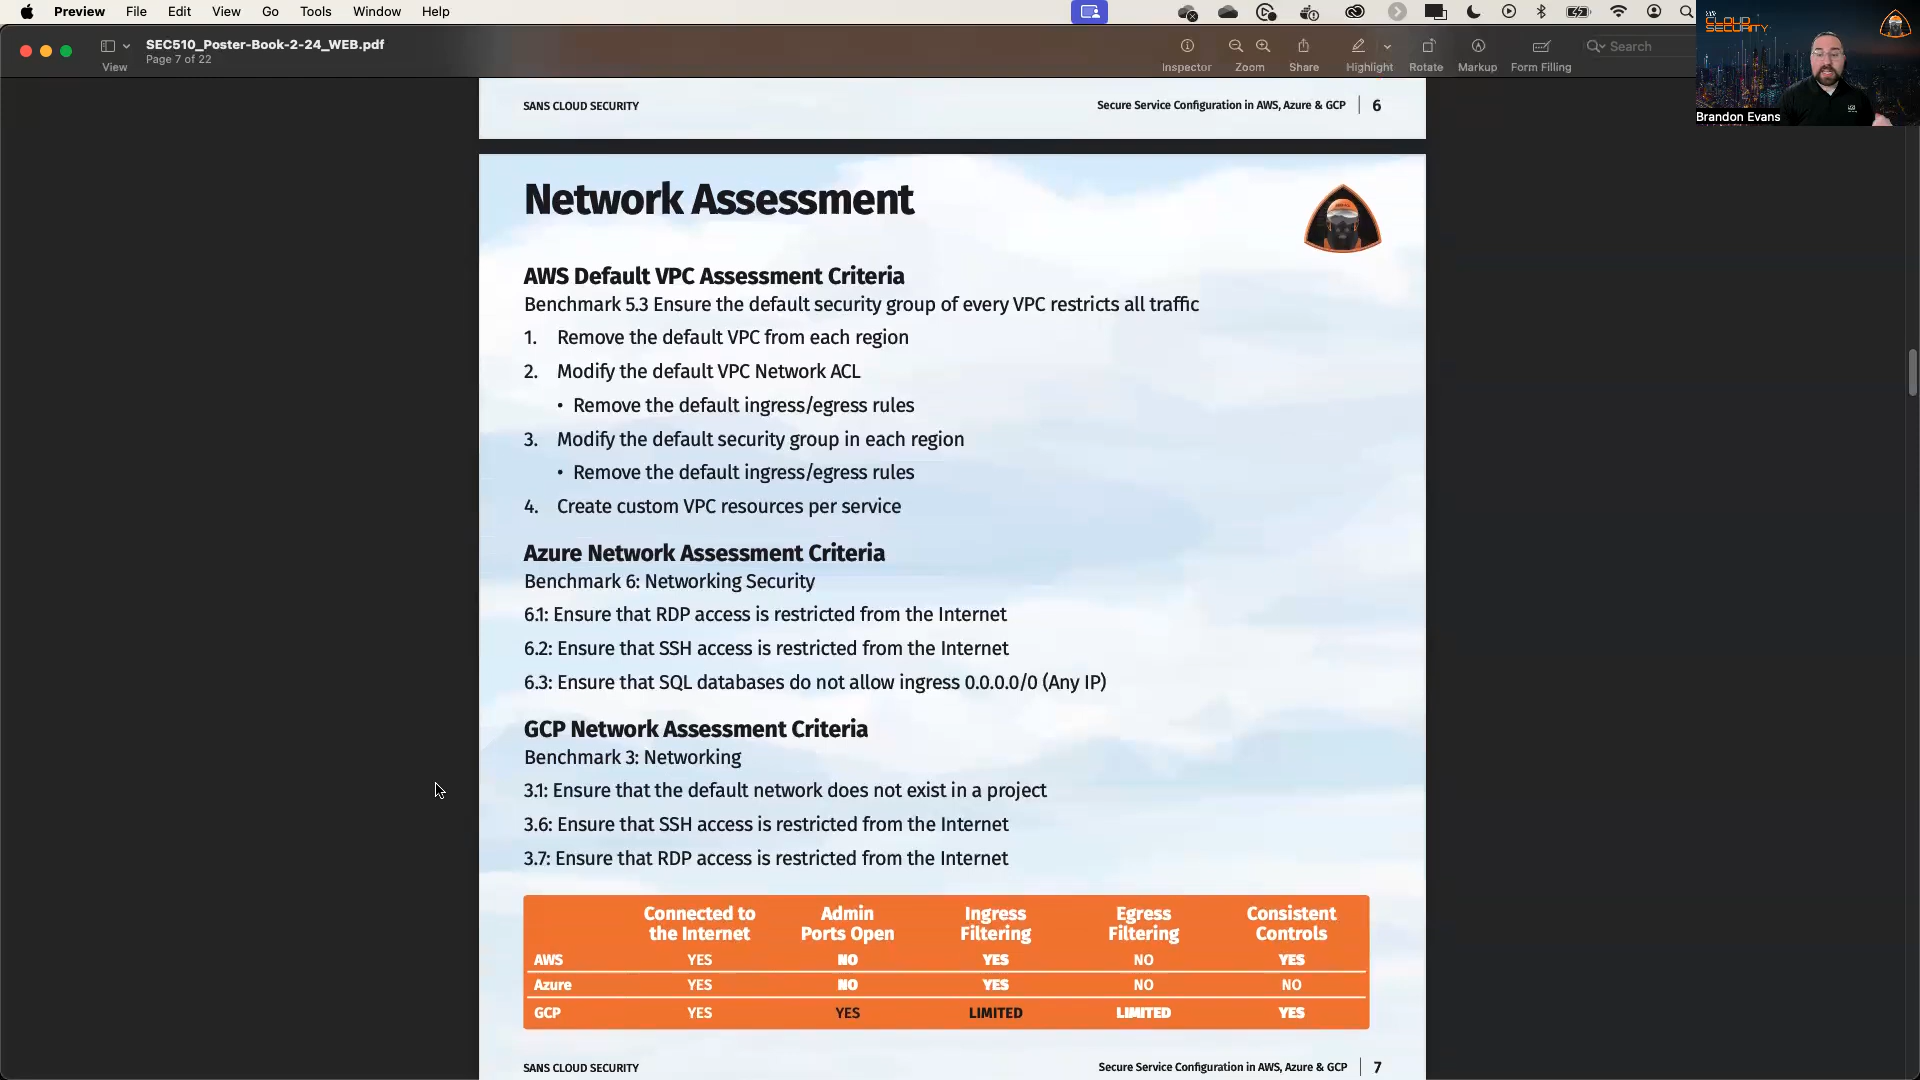 Preview File Edit View Go Tools Window Help
SEC510_Poster-Book-2-24_WEB.pdf
Page 7 of 22
View
Inspector Zoom Share Highlight Rotate Markup Form Filling
Search
CLOUD
SECURITY
Brandon Evans
SANS CLOUD SECURITY
Secure Service Configuration in AWS, Azure & GCP | 6
Network Assessment
AWS Default VPC Assessment Criteria
Benchmark 5.3 Ensure the default security group of every VPC restricts all traffic
1. Remove the default VPC from each region
2. Modify the default VPC Network ACL
• Remove the default ingress/egress rules
3. Modify the default security group in each region
• Remove the default ingress/egress rules
4. Create custom VPC resources per service
Azure Network Assessment Criteria
Benchmark 6: Networking Security
6.1: Ensure that RDP access is restricted from the Internet
6.2: Ensure that SSH access is restricted from the Internet
6.3: Ensure that SQL databases do not allow ingress 0.0.0.0/0 (Any IP)
GCP Network Assessment Criteria
Benchmark 3: Networking
3.1: Ensure that the default network does not exist in a project
3.6: Ensure that SSH access is restricted from the Internet
3.7: Ensure that RDP access is restricted from the Internet
Connected to the Internet Admin Ports Open Ingress Filtering Egress Filtering Consistent Controls
AWS YES NO YES NO YES
Azure YES NO YES NO NO
GCP YES YES LIMITED LIMITED YES
SANS CLOUD SECURITY
Secure Service Configuration in AWS, Azure & GCP | 7